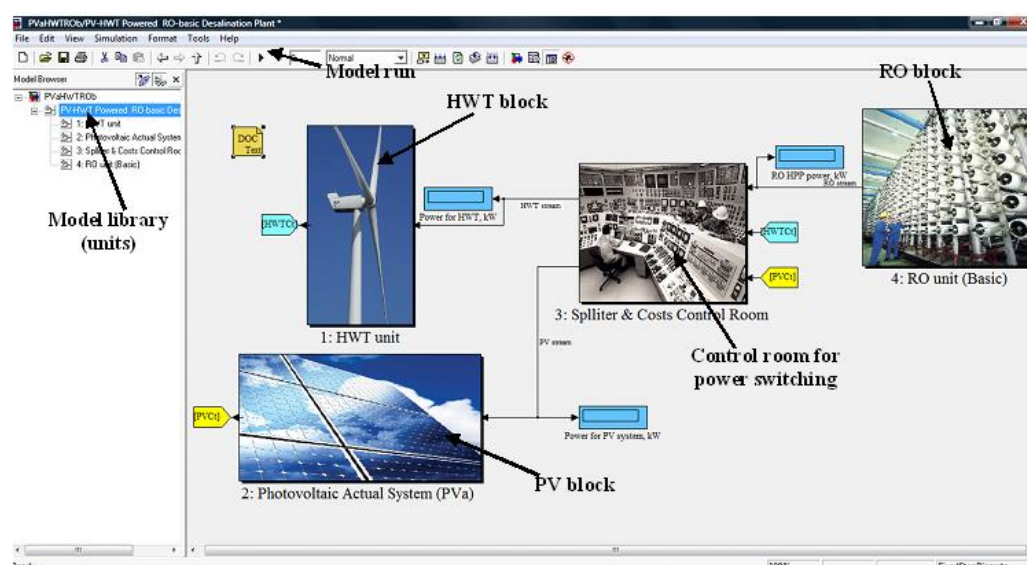 PVaHWTROb/PV-HWT Powered RO-basic Desalination Plant *
File Edit View Simulation Format Tools Help
Normal
Model run
Model Browser
PVaHWTROb
PV-HWT Powered RO-basic Des
1: HWT unit
2: Photovoltaic Actual System
3: Spliiter & Costs Control Roo
4: RO unit (Basic)
Model library
(units)
DOC
Text
HWT block
RO block
[HWTCt]
Power for HWT, kW
HWT stream
RO HPP power, kW
RO stream
[HWTCt]
[PVCt]
4: RO unit (Basic)
3: Spliiter & Costs Control Room
1: HWT unit
PV stream
Control room for
power switching
[PVCt]
Power for PV system, kW
PV block
2: Photovoltaic Actual System (PVa)
100%
FixedStepDiscrete